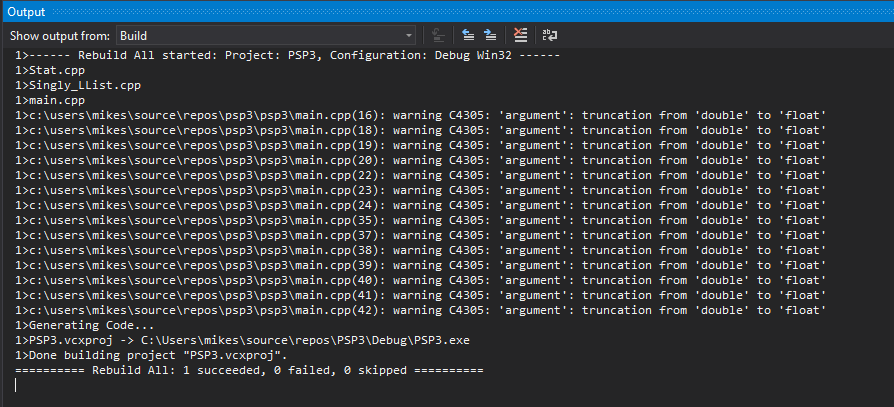 Output
Show output from: Build
1>------ Rebuild All started: Project: PSP3, Configuration: Debug Win32 ------
1>Stat.cpp
1>Singly_LList.cpp
1>main.cpp
1>c:\users\mikes\source\repos\psp3\psp3\main.cpp(16): warning C4305: 'argument': truncation from 'double' to 'float'
1>c:\users\mikes\source\repos\psp3\psp3\main.cpp(18): warning C4305: 'argument': truncation from 'double' to 'float'
1>c:\users\mikes\source\repos\psp3\psp3\main.cpp(19): warning C4305: 'argument': truncation from 'double' to 'float'
1>c:\users\mikes\source\repos\psp3\psp3\main.cpp(20): warning C4305: 'argument': truncation from 'double' to 'float'
1>c:\users\mikes\source\repos\psp3\psp3\main.cpp(22): warning C4305: 'argument': truncation from 'double' to 'float'
1>c:\users\mikes\source\repos\psp3\psp3\main.cpp(23): warning C4305: 'argument': truncation from 'double' to 'float'
1>c:\users\mikes\source\repos\psp3\psp3\main.cpp(24): warning C4305: 'argument': truncation from 'double' to 'float'
1>c:\users\mikes\source\repos\psp3\psp3\main.cpp(35): warning C4305: 'argument': truncation from 'double' to 'float'
1>c:\users\mikes\source\repos\psp3\psp3\main.cpp(37): warning C4305: 'argument': truncation from 'double' to 'float'
1>c:\users\mikes\source\repos\psp3\psp3\main.cpp(38): warning C4305: 'argument': truncation from 'double' to 'float'
1>c:\users\mikes\source\repos\psp3\psp3\main.cpp(39): warning C4305: 'argument': truncation from 'double' to 'float'
1>c:\users\mikes\source\repos\psp3\psp3\main.cpp(40): warning C4305: 'argument': truncation from 'double' to 'float'
1>c:\users\mikes\source\repos\psp3\psp3\main.cpp(41): warning C4305: 'argument': truncation from 'double' to 'float'
1>c:\users\mikes\source\repos\psp3\psp3\main.cpp(42): warning C4305: 'argument': truncation from 'double' to 'float'
1>Generating Code...
1>PSP3.vcxproj -> C:\Users\mikes\source\repos\PSP3\Debug\PSP3.exe
1>Done building project "PSP3.vcxproj".
========== Rebuild All: 1 succeeded, 0 failed, 0 skipped ==========